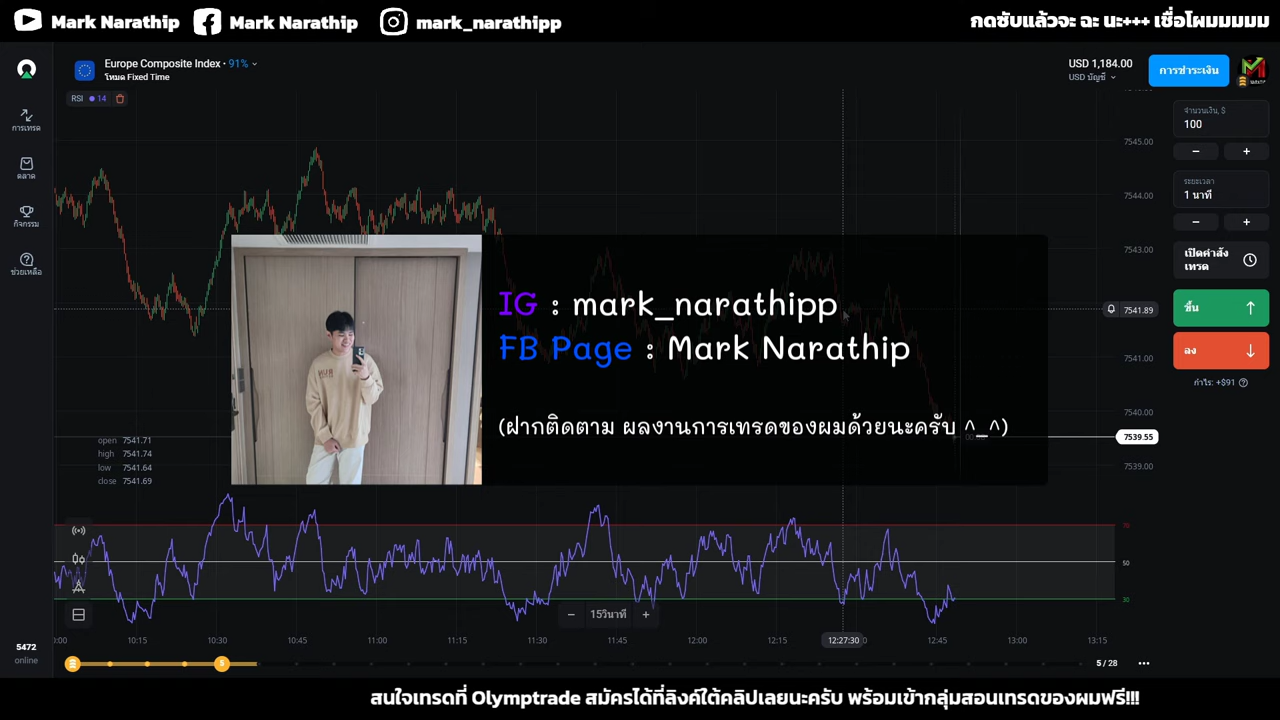 Mark Narathip Mark Narathip mark_narathipp กดซับแล้วจะ ฉะ นะ+++ เชื่อโผมมมมม
Europe Composite Index • 91%
โหมด Fixed Time
USD 1,184.00
USD บัญชี
การชำระเงิน
RSI 14
การเทรด
ตลาด
กิจกรรม
ช่วยเหลือ
จำนวนเงิน, $
100
− +
ระยะเวลา
1 นาที
− +
เปิดคำสั่ง
เทรด
ขึ้น
ลง
กำไร: +$91
7545.00
7544.00
7543.00
7541.89
7541.00
7540.00
7539.55
7539.00
IG : mark_narathipp
FB Page : Mark Narathip
(ฝากติดตาม ผลงานการเทรดของผมด้วยนะครับ ^_^)
open 7541.71
high 7541.74
low 7541.64
close 7541.69
70
50
30
− 15วินาที +
10:15 10:30 10:45 11:00 11:15 11:30 11:45 12:00 12:15 12:27:30 12:45 13:00 13:15
5472
online
5
5 / 28
สนใจเทรดที่ Olymptrade สมัครได้ที่ลิงค์ใต้คลิปเลยนะครับ พร้อมเข้ากลุ่มสอนเทรดของผมฟรี!!!